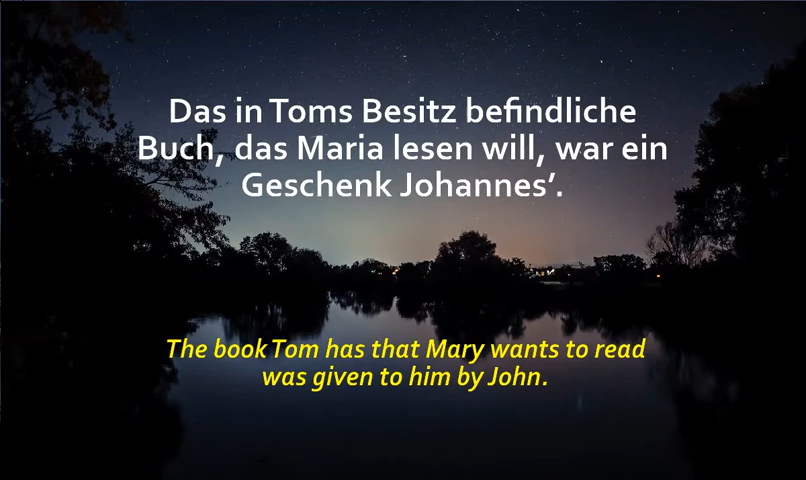 Das in Toms Besitz befindliche
Buch, das Maria lesen will, war ein
Geschenk Johannes’.
The book Tom has that Mary wants to read
was given to him by John.